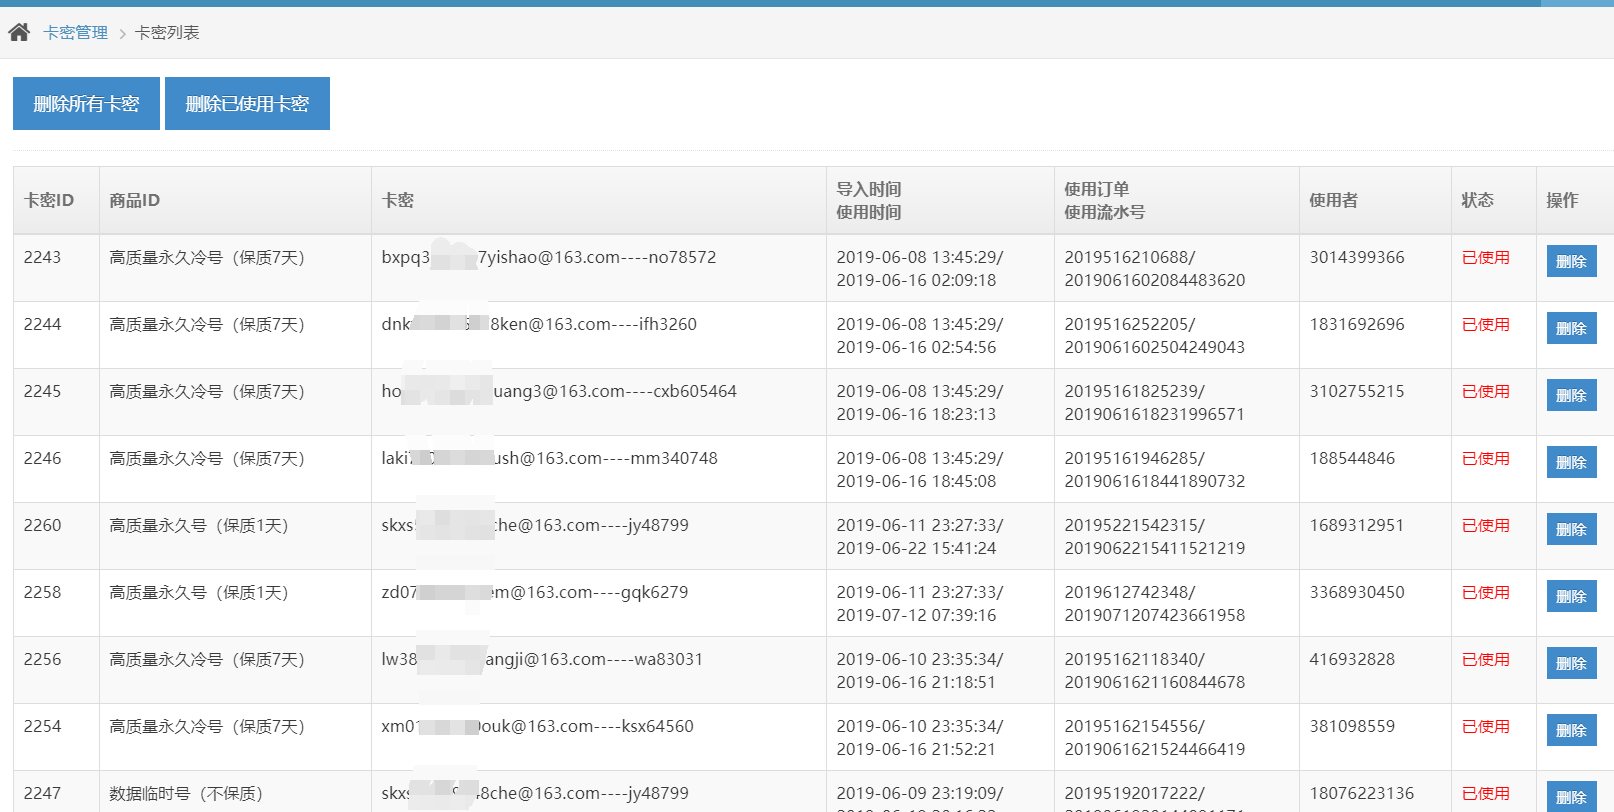 卡密管理 > 卡密列表
删除所有卡密 删除已使用卡密
卡密ID 商品ID 卡密 导入时间 使用订单 使用者 状态 操作
使用时间 使用流水号
2243 高质量永久冷号（保质7天） bxpq3 7yishao@163.com----no78572 2019-06-08 13:45:29/ 2019516210688/ 3014399366 已使用 删除
2019-06-16 02:09:18 2019061602084483620
2244 高质量永久冷号（保质7天） dnk 8ken@163.com----ifh3260 2019-06-08 13:45:29/ 2019516252205/ 1831692696 已使用 删除
2019-06-16 02:54:56 2019061602504249043
2245 高质量永久冷号（保质7天） ho uang3@163.com----cxb605464 2019-06-08 13:45:29/ 20195161825239/ 3102755215 已使用 删除
2019-06-16 18:23:13 2019061618231996571
2246 高质量永久冷号（保质7天） laki ush@163.com----mm340748 2019-06-08 13:45:29/ 20195161946285/ 188544846 已使用 删除
2019-06-16 18:45:08 2019061618441890732
2260 高质量永久号（保质1天） skxs che@163.com----jy48799 2019-06-11 23:27:33/ 20195221542315/ 1689312951 已使用 删除
2019-06-22 15:41:24 2019062215411521219
2258 高质量永久号（保质1天） zd07 em@163.com----gqk6279 2019-06-11 23:27:33/ 2019612742348/ 3368930450 已使用 删除
2019-07-12 07:39:16 2019071207423661958
2256 高质量永久冷号（保质7天） lw38 angji@163.com----wa83031 2019-06-10 23:35:34/ 20195162118340/ 416932828 已使用 删除
2019-06-16 21:18:51 2019061621160844678
2254 高质量永久冷号（保质7天） xm01 ouk@163.com----ksx64560 2019-06-10 23:35:34/ 20195162154556/ 381098559 已使用 删除
2019-06-16 21:52:21 2019061621524466419
2247 数据临时号（不保质） skxs 48che@163.com----jy48799 2019-06-09 23:19:09/ 20195192017222/ 18076223136 已使用 删除